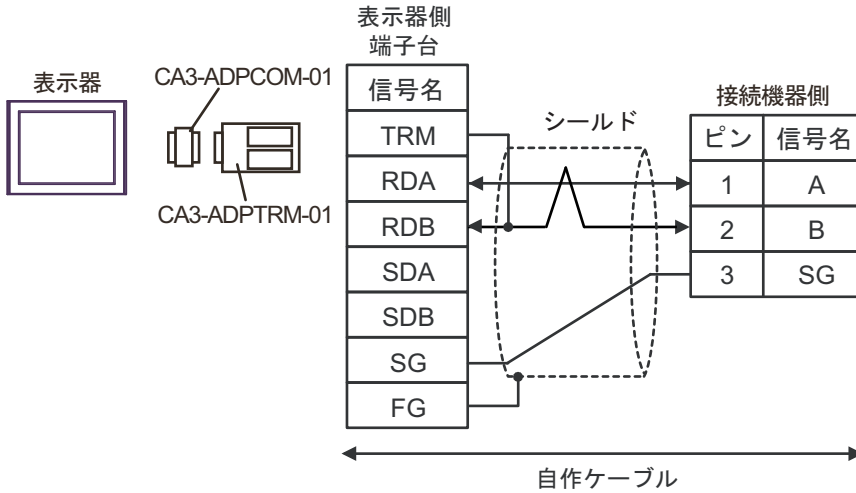 表示器側
端子台
表示器
CA3-ADPCOM-01
CA3-ADPTRM-01
信号名
TRM
RDA
RDB
SDA
SDB
SG
FG
シールド
接続機器側
ピン 信号名
1 A
2 B
3 SG
自作ケーブル